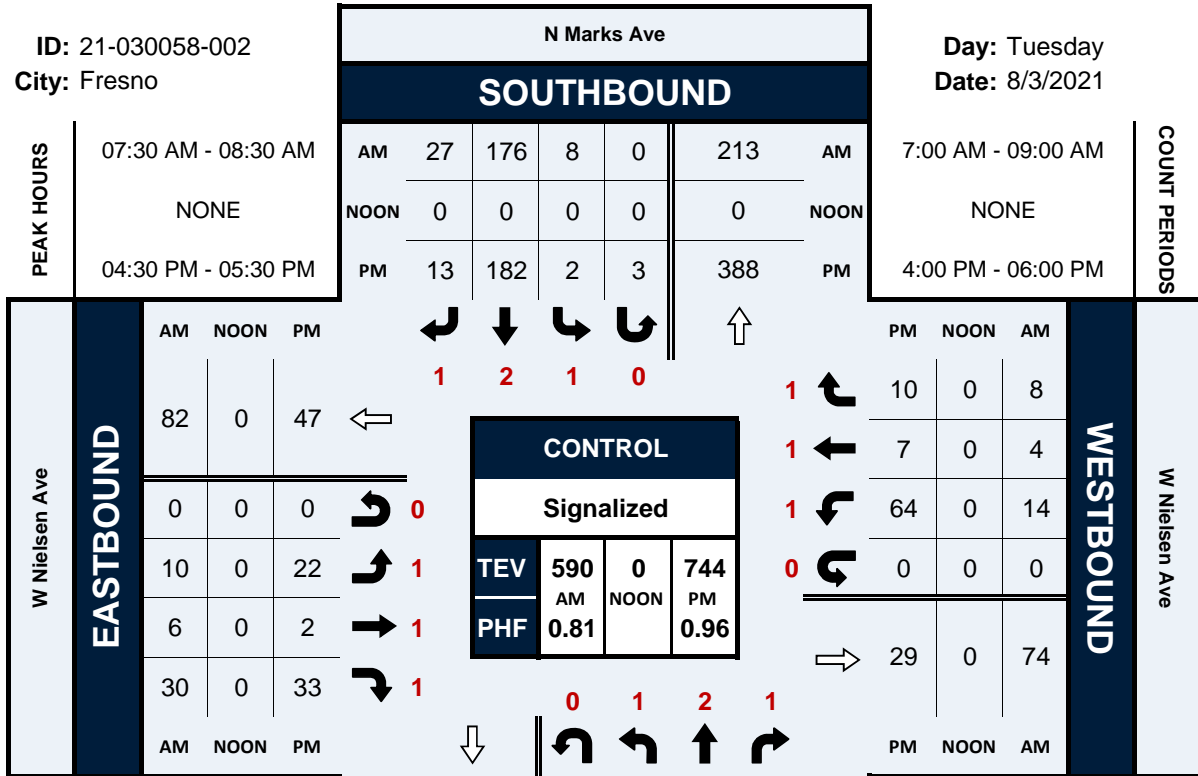 N Marks Ave
ID: 21-030058-002
Day: Tuesday
City: Fresno
Date: 8/3/2021
SOUTHBOUND
PEAK HOURS
07:30 AM - 08:30 AM
NONE
04:30 PM - 05:30 PM
AM 27 176 8 0 213 AM
NOON 0 0 0 0 0 NOON
PM 13 182 2 3 388 PM
7:00 AM - 09:00 AM
NONE
4:00 PM - 06:00 PM
COUNT PERIODS
1 2 1 0
W Nielsen Ave
EASTBOUND
AM NOON PM
82 0 47
0 0 0 0
10 0 22 1
6 0 2 1
30 0 33 1
AM NOON PM
CONTROL
Signalized
TEV 590 0 744
AM NOON PM
PHF 0.81 0.96
PM NOON AM
1 10 0 8
1 7 0 4
1 64 0 14
0 0 0 0
29 0 74
PM NOON AM
WESTBOUND
W Nielsen Ave
0 1 2 1